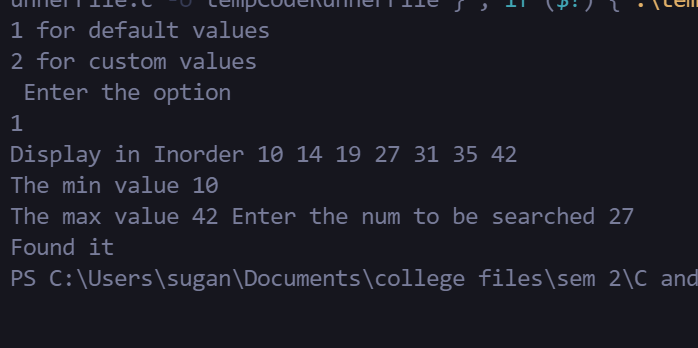 unnerFile.c -o tempCodeRunnerFile } ; if ($?) { .\tem
1 for default values
2 for custom values
Enter the option
1
Display in Inorder 10 14 19 27 31 35 42
The min value 10
The max value 42 Enter the num to be searched 27
Found it
PS C:\Users\sugan\Documents\college files\sem 2\C and